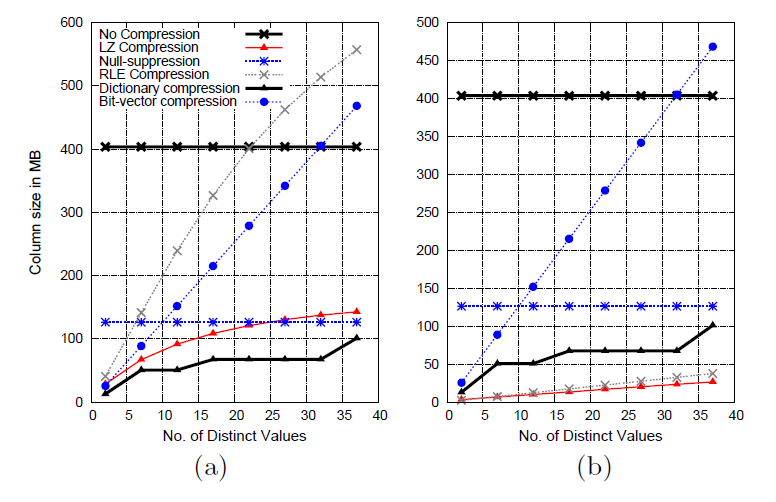 600
500
400
300
200
100
0
Column size in MB
No Compression
LZ Compression
Null-suppression
RLE Compression
Dictionary compression
Bit-vector compression
0 5 10 15 20 25 30 35 40
No. of Distinct Values
(a)
500
450
400
350
300
250
200
150
100
50
0
0 5 10 15 20 25 30 35 40
No. of Distinct Values
(b)